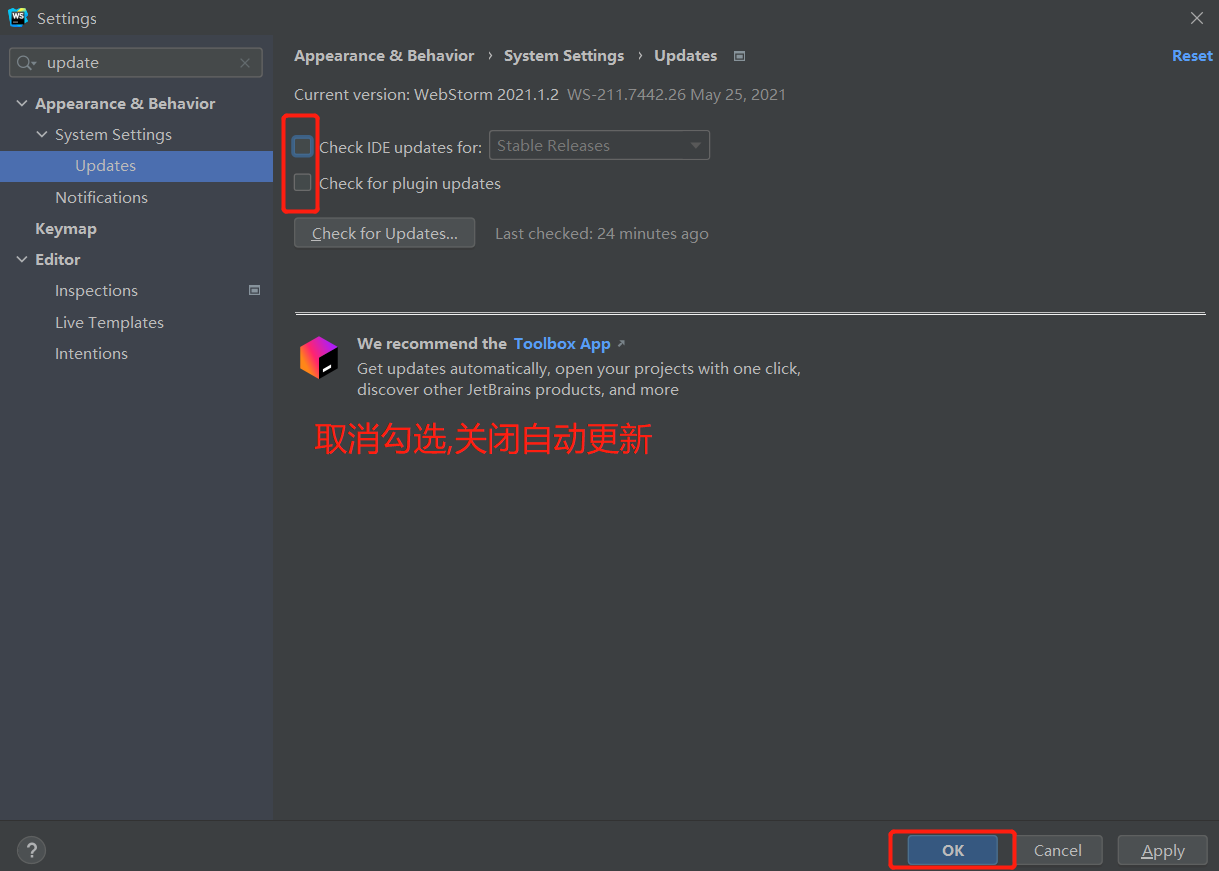 WS
Settings
update
Appearance & Behavior
System Settings
Updates
Notifications
Keymap
Editor
Inspections
Live Templates
Intentions
Appearance & Behavior › System Settings › Updates
Reset
Current version: WebStorm 2021.1.2 WS-211.7442.26 May 25, 2021
Check IDE updates for: Stable Releases
Check for plugin updates
Check for Updates... Last checked: 24 minutes ago
We recommend the Toolbox App ↗
Get updates automatically, open your projects with one click,
discover other JetBrains products, and more
取消勾选,关闭自动更新
?
OK
Cancel
Apply